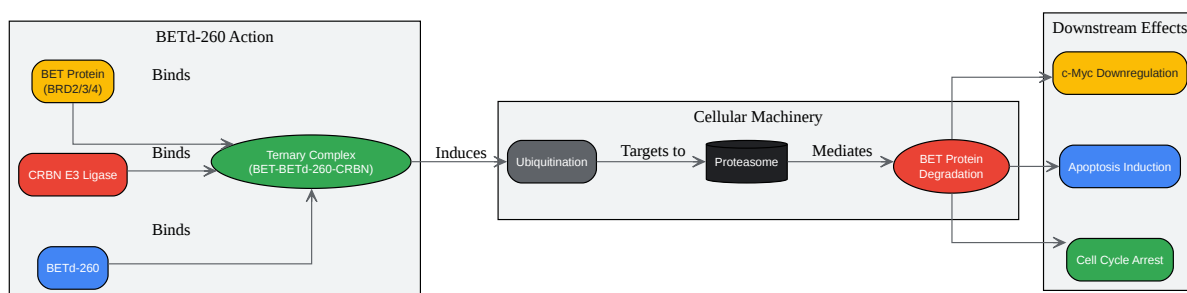 BETd-260 Action
BET Protein
(BRD2/3/4)
Binds
CRBN E3 Ligase
Binds
Ternary Complex
(BET-BETd-260-CRBN)
Binds
BETd-260
Induces
Cellular Machinery
Ubiquitination
Targets to
Proteasome
Mediates
BET Protein
Degradation
Downstream Effects
c-Myc Downregulation
Apoptosis Induction
Cell Cycle Arrest